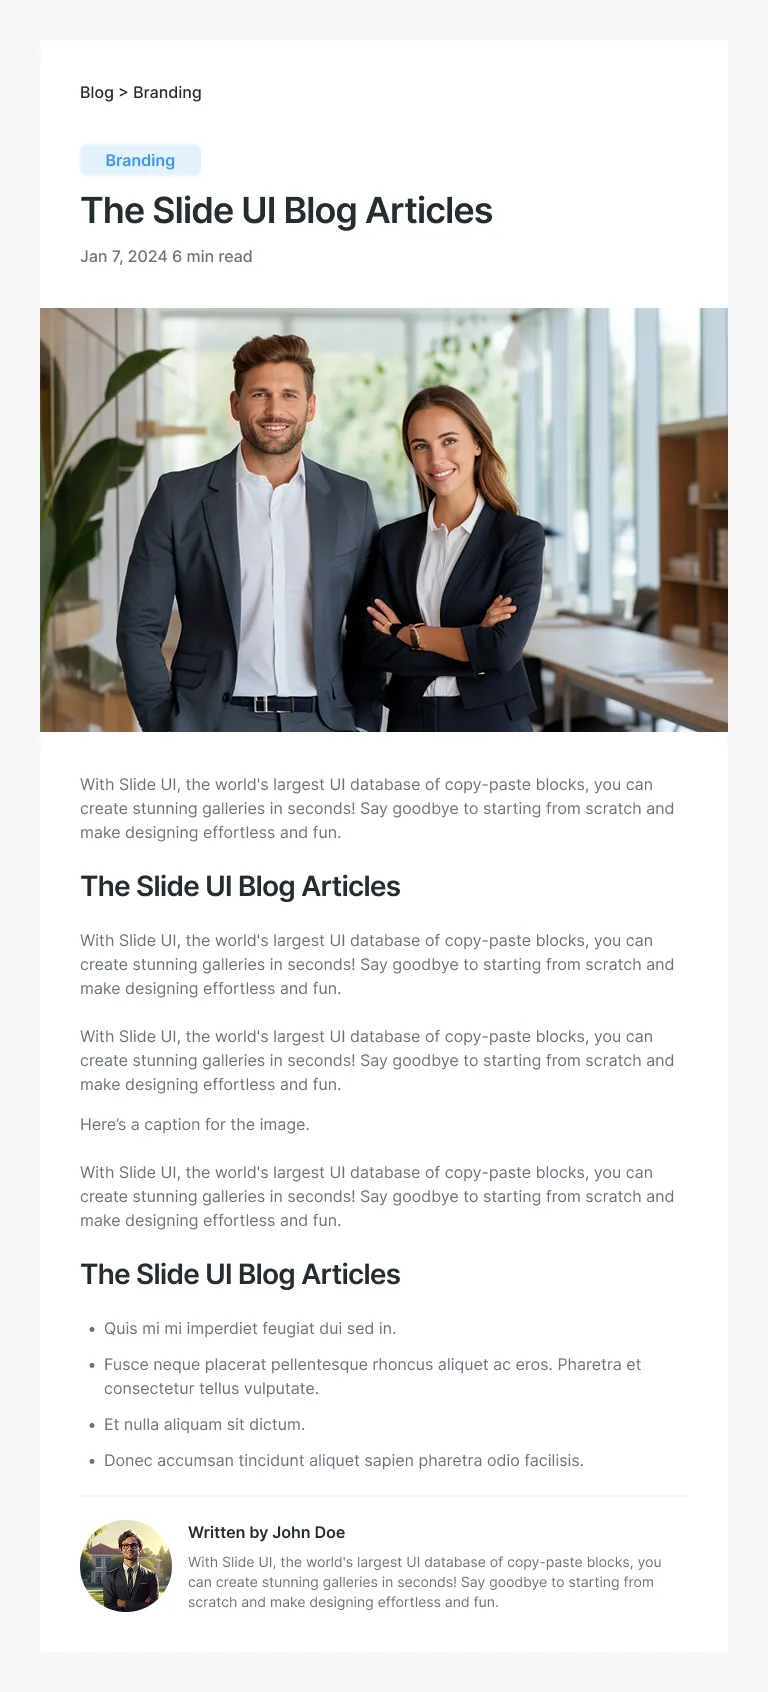 Blog > Branding
Branding
The Slide UI Blog Articles
Jan 7, 2024 6 min read
With Slide UI, the world's largest UI database of copy-paste blocks, you can
create stunning galleries in seconds! Say goodbye to starting from scratch and
make designing effortless and fun.
The Slide UI Blog Articles
With Slide UI, the world's largest UI database of copy-paste blocks, you can
create stunning galleries in seconds! Say goodbye to starting from scratch and
make designing effortless and fun.
With Slide UI, the world's largest UI database of copy-paste blocks, you can
create stunning galleries in seconds! Say goodbye to starting from scratch and
make designing effortless and fun.
Here’s a caption for the image.
With Slide UI, the world's largest UI database of copy-paste blocks, you can
create stunning galleries in seconds! Say goodbye to starting from scratch and
make designing effortless and fun.
The Slide UI Blog Articles
• Quis mi mi imperdiet feugiat dui sed in.
• Fusce neque placerat pellentesque rhoncus aliquet ac eros. Pharetra et
consectetur tellus vulputate.
• Et nulla aliquam sit dictum.
• Donec accumsan tincidunt aliquet sapien pharetra odio facilisis.
Written by John Doe
With Slide UI, the world's largest UI database of copy-paste blocks, you
can create stunning galleries in seconds! Say goodbye to starting from
scratch and make designing effortless and fun.